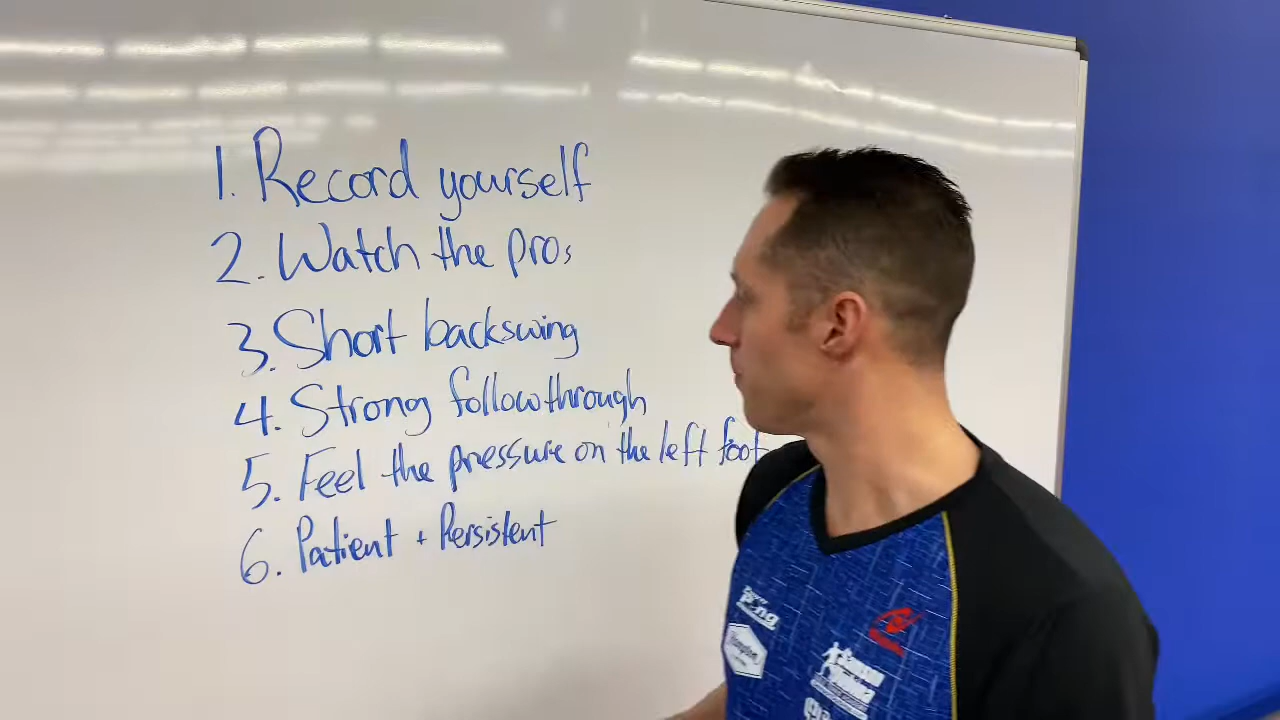 1. Record yourself
2. Watch the pros
3. Short backswing
4. Strong followthrough
5. Feel the pressure on the left foot
6. Patient + Persistent